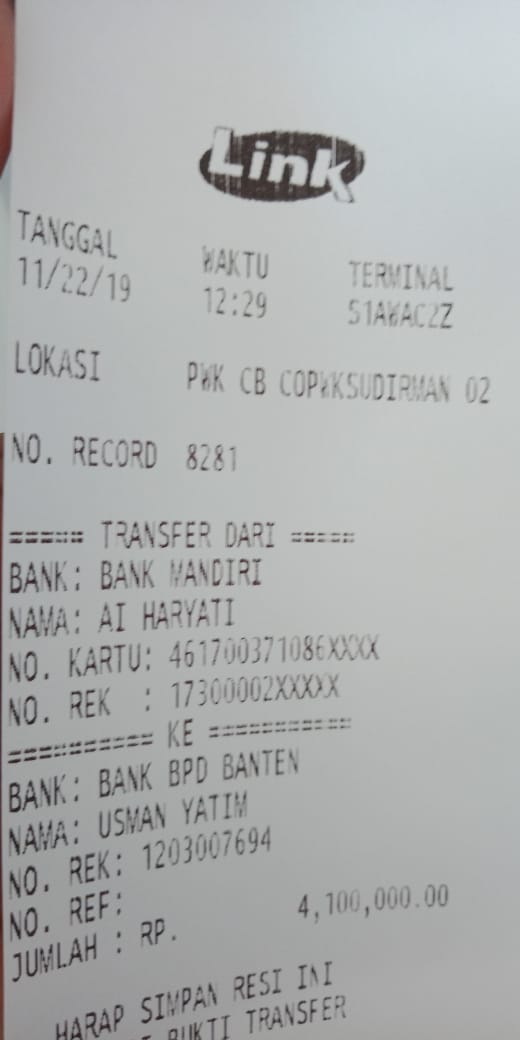 Link
TANGGAL WAKTU TERMINAL
11/22/19 12:29 S1AWAC2Z
LOKASI PWK CB COPWKSUDIRMAN 02
NO. RECORD 8281
===== TRANSFER DARI =====
BANK: BANK MANDIRI
NAMA: AI HARYATI
NO. KARTU: 461700371086XXXX
NO. REK : 17300002XXXXX
========== KE ===========
BANK: BANK BPD BANTEN
NAMA: USMAN YATIM
NO. REK: 1203007694
NO. REF:
JUMLAH : RP. 4,100,000.00
HARAP SIMPAN RESI INI
BUKTI TRANSFER